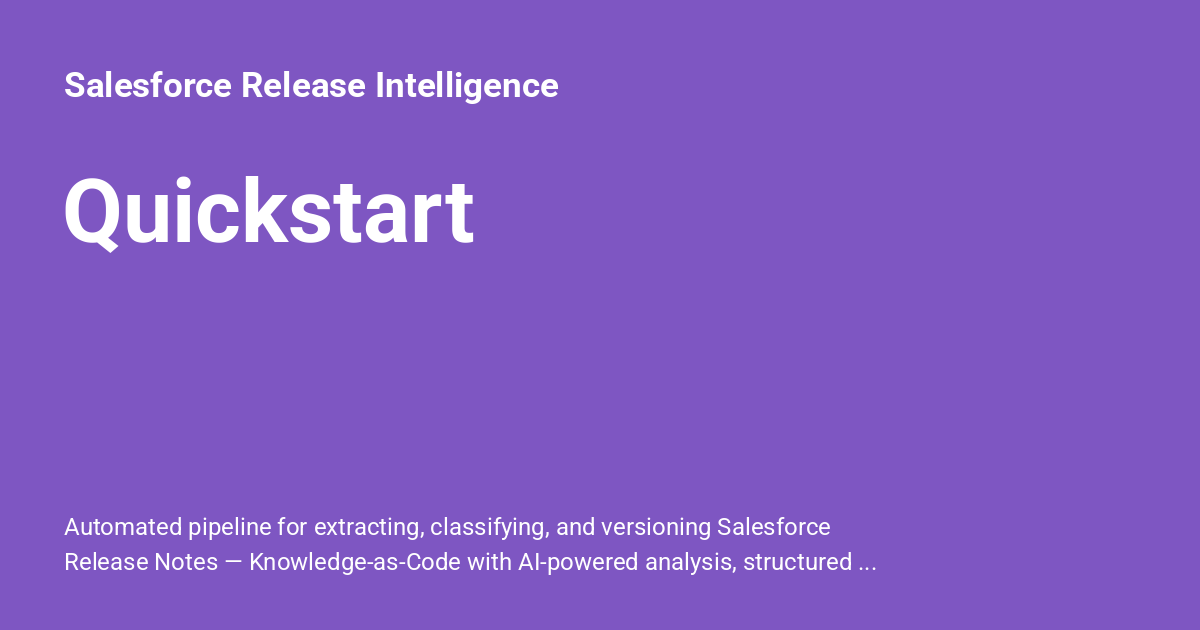 Salesforce Release Intelligence
Quickstart
Automated pipeline for extracting, classifying, and versioning Salesforce
Release Notes — Knowledge-as-Code with AI-powered analysis, structured ...